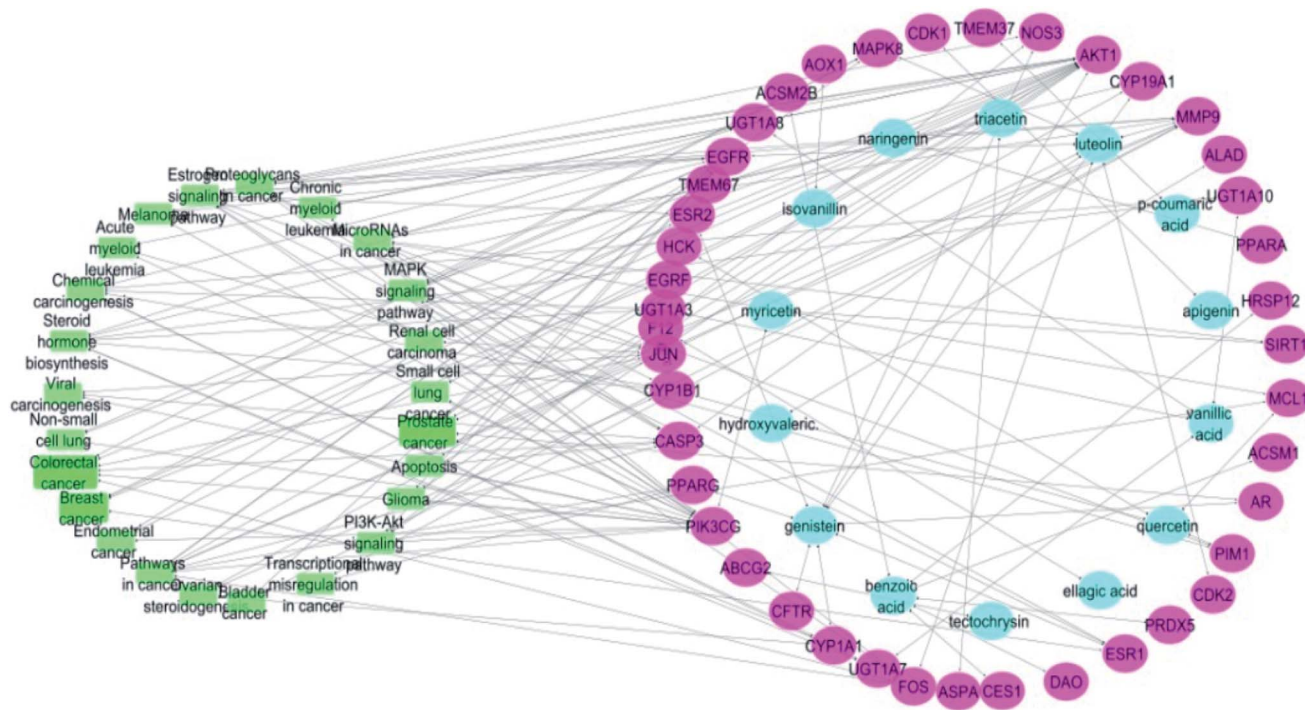 Estrogen
signaling
pathway
Proteoglycans
in cancer
Chronic
myeloid
leukemia
Melanoma
MicroRNAs
in cancer
Acute
myeloid
leukemia
MAPK
signaling
pathway
Chemical
carcinogenesis
Steroid
hormone
biosynthesis
Renal cell
carcinoma
Small cell
lung
cancer
Viral
carcinogenesis
Non-small
cell lung
Prostate
cancer
Colorectal
cancer
Apoptosis
Breast
cancer
Glioma
Endometrial
cancer
PI3K-Akt
signaling
pathway
Pathways
in cancer
Ovarian
steroidogenesis
Bladder
cancer
Transcriptional
misregulation
in cancer
TMEM37
NOS3
CDK1
MAPK8
AOX1
ACSM2B
UGT1A8
EGFR
TMEM67
ESR2
HCK
EGRF
UGT1A3
F12
JUN
CYP1B1
CASP3
PPARG
PIK3CG
ABCG2
CFTR
CYP1A1
UGT1A7
FOS
ASPA
CES1
DAO
ESR1
PRDX5
CDK2
PIM1
AR
ACSM1
MCL1
SIRT1
HRSP12
PPARA
UGT1A10
ALAD
MMP9
CYP19A1
AKT1
triacetin
naringenin
luteolin
isovanillin
p-coumaric
acid
myricetin
apigenin
hydroxyvaleric.
vanillic
acid
genistein
quercetin
benzoic
acid
ellagic acid
tectochrysin